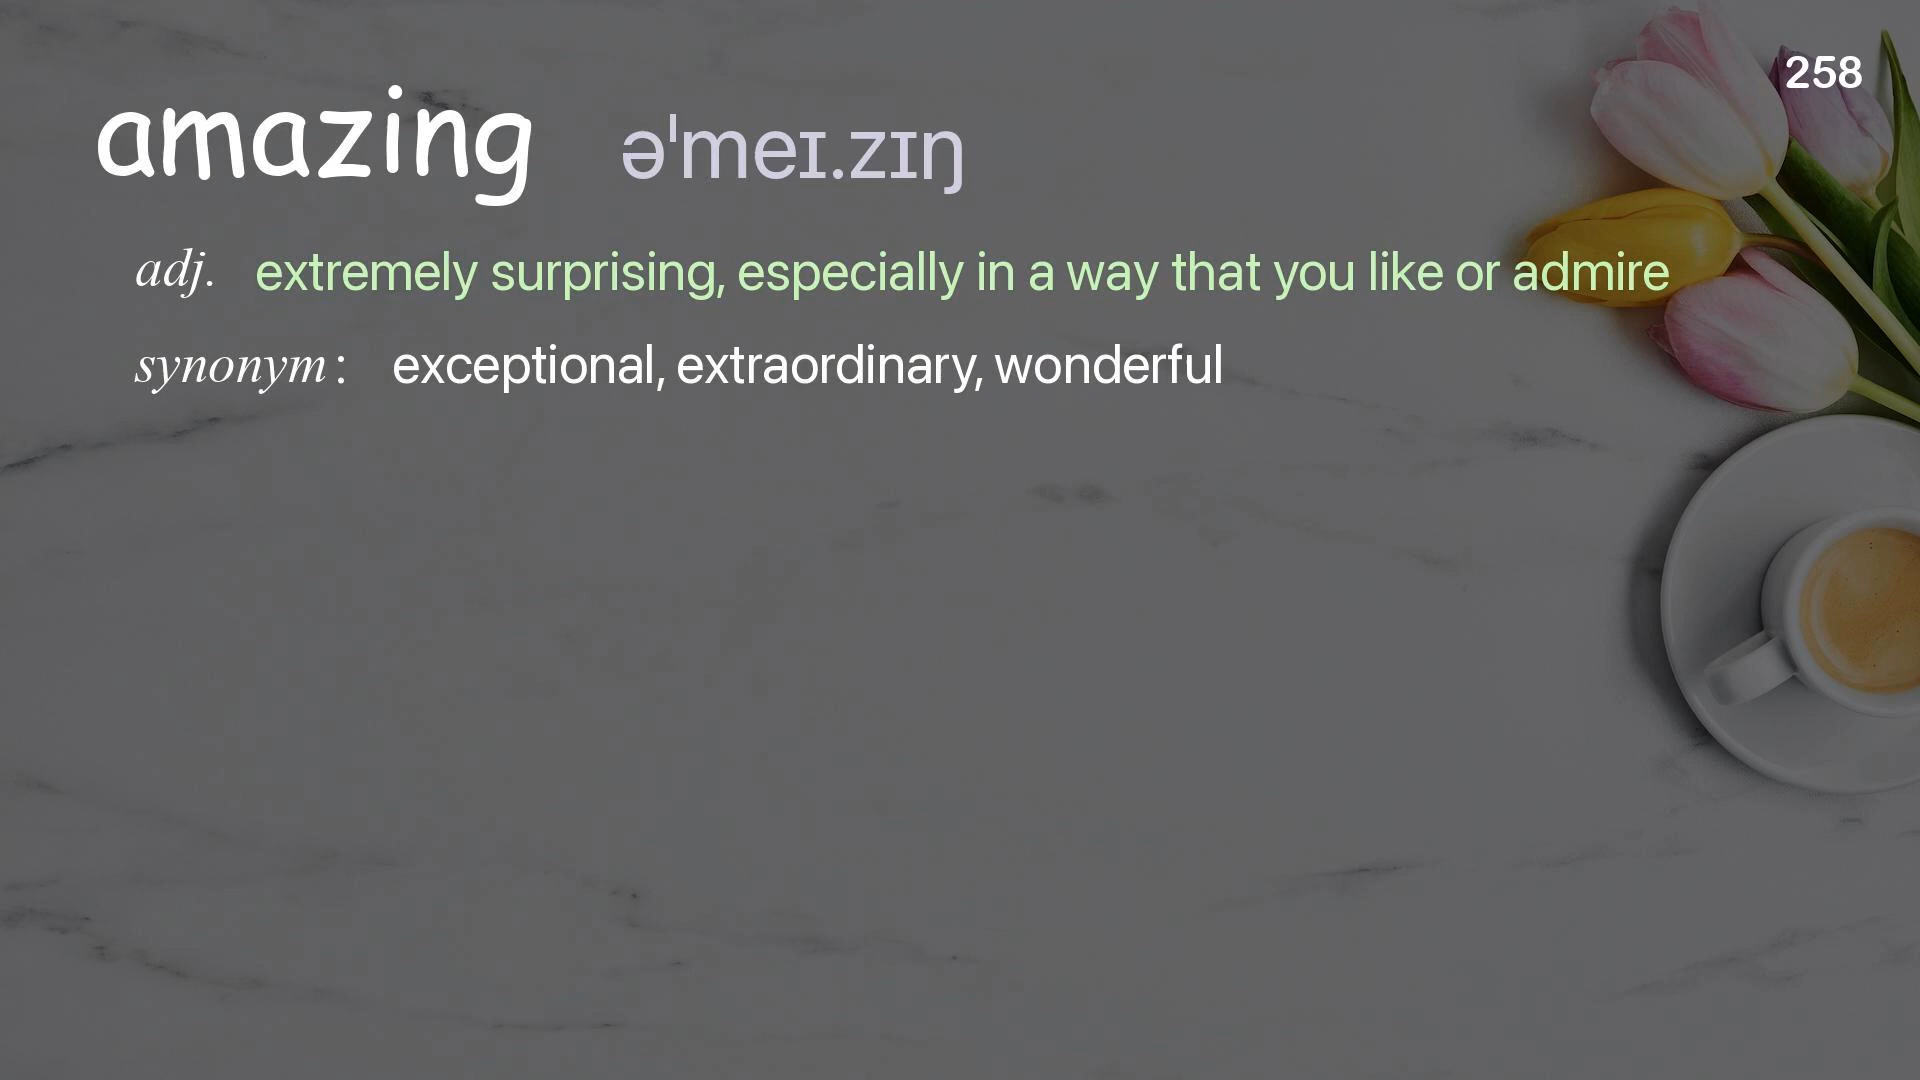 258
amazing əˈmeɪ.zɪŋ
adj. extremely surprising, especially in a way that you like or admire
synonym : exceptional, extraordinary, wonderful